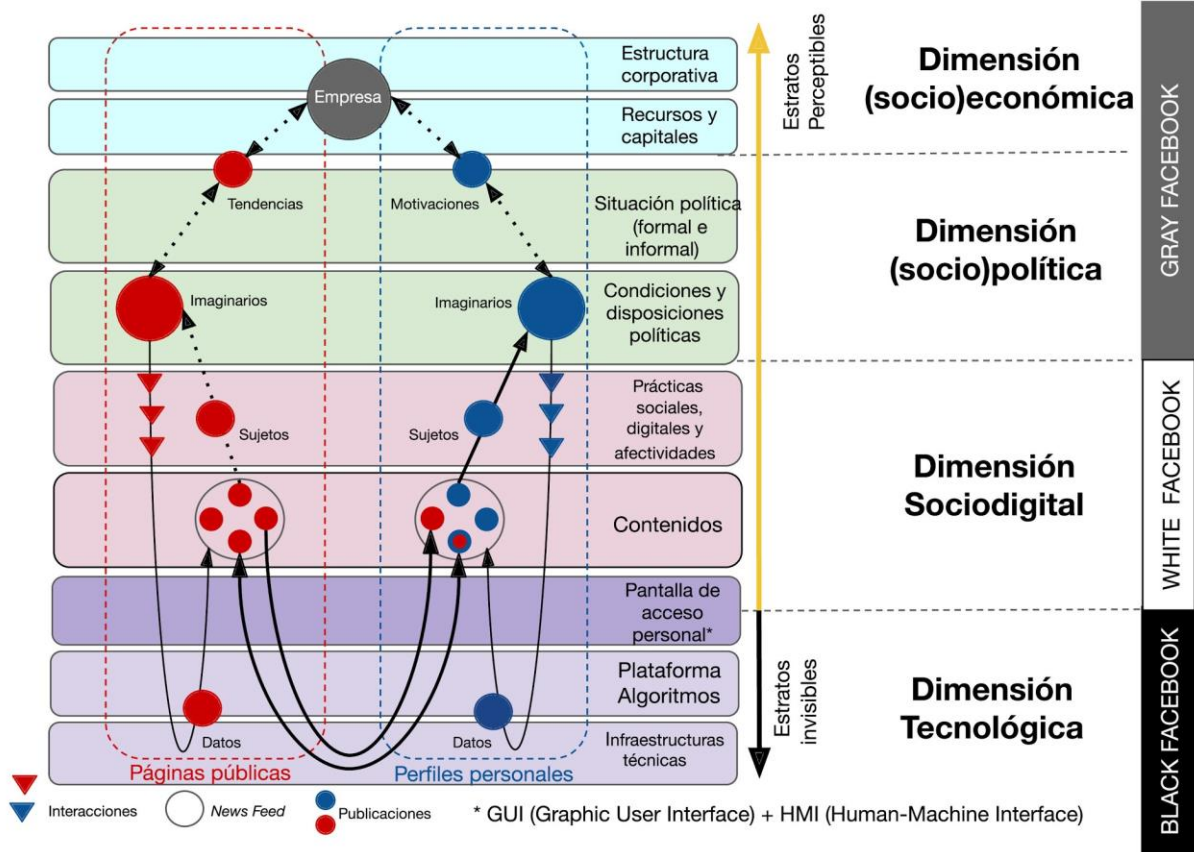 Estructura
corporativa
Empresa
Recursos y
capitales
Tendencias
Motivaciones
Situación política
(formal e
informal)
Imaginarios
Imaginarios
Condiciones y
disposiciones
políticas
Sujetos
Sujetos
Prácticas
sociales,
digitales y
afectividades
Contenidos
Pantalla de
acceso
personal*
Plataforma
Algoritmos
Datos
Datos
Infraestructuras
técnicas
Páginas públicas
Perfiles personales
Estratos
Perceptibles
Estratos
invisibles
Dimensión
(socio)económica
Dimensión
(socio)política
Dimensión
Sociodigital
Dimensión
Tecnológica
GRAY FACEBOOK
WHITE FACEBOOK
BLACK FACEBOOK
Interacciones
News Feed
Publicaciones
* GUI (Graphic User Interface) + HMI (Human-Machine Interface)